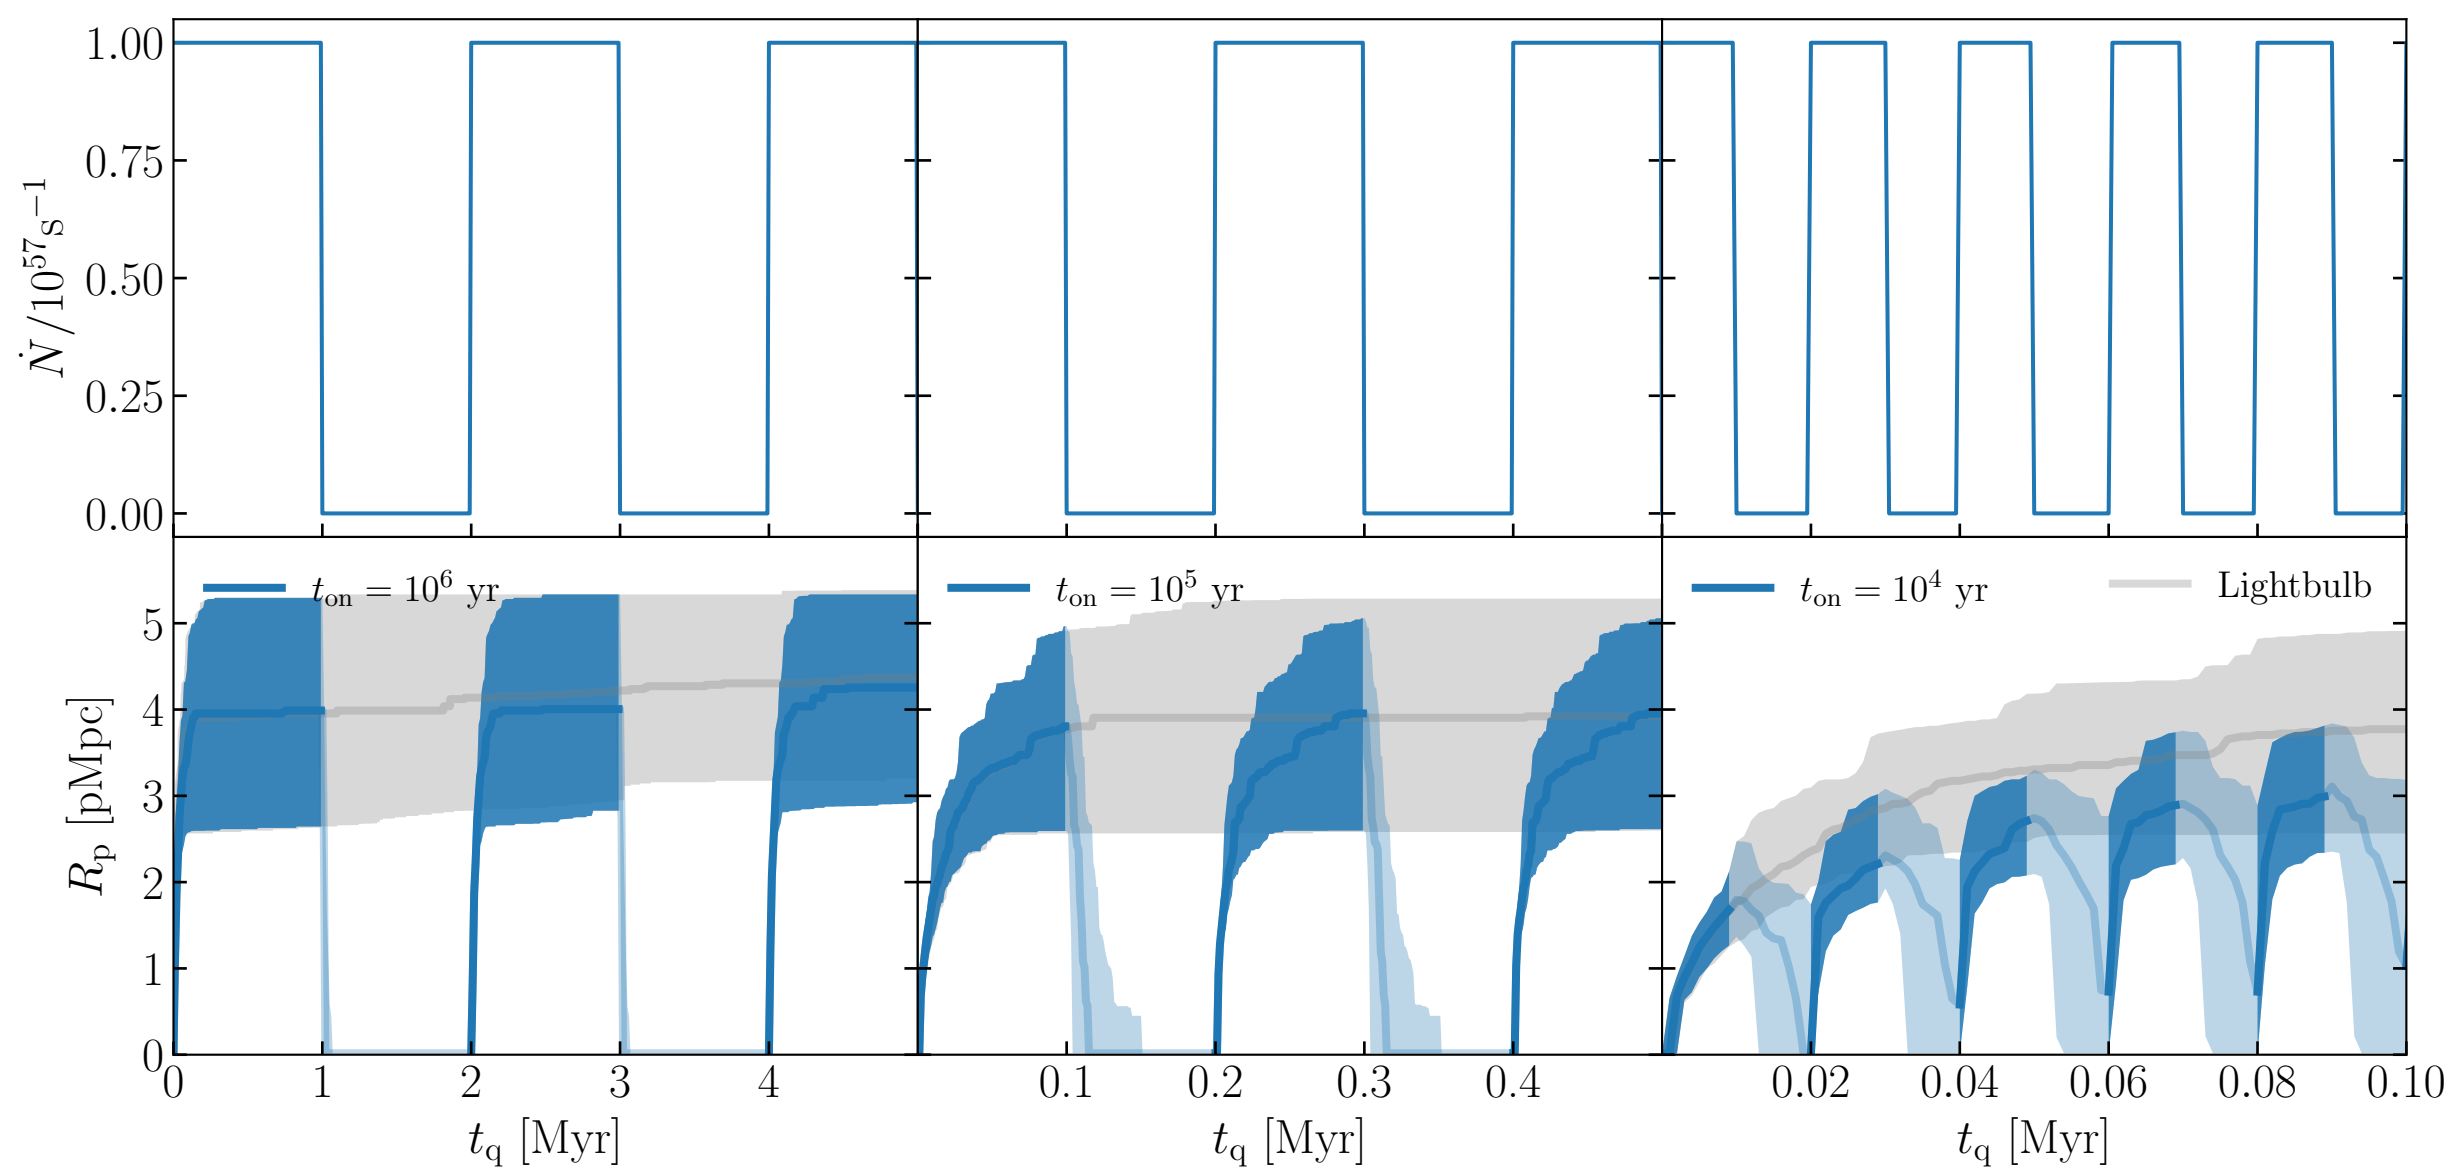 1.00
0.75
0.50
0.25
0.00
Ṅ/10⁵⁷s⁻¹
t_on = 10⁶ yr
t_on = 10⁵ yr
t_on = 10⁴ yr
Lightbulb
5
4
3
2
1
0
R_p [pMpc]
0 1 2 3 4
0.1 0.2 0.3 0.4
0.02 0.04 0.06 0.08 0.10
t_q [Myr]
t_q [Myr]
t_q [Myr]